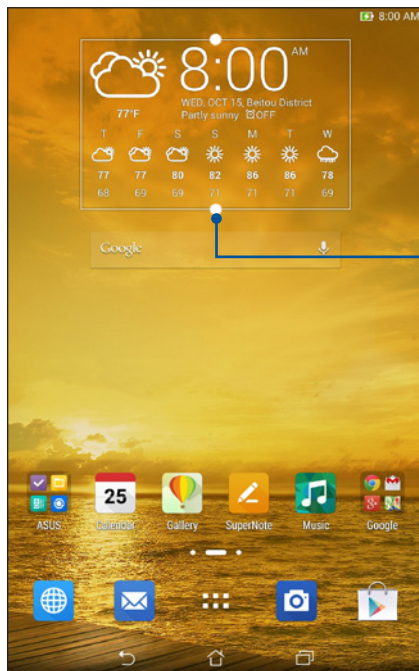 8:00 AM
8:00 AM
77°F
WED, OCT 15, Beitou District
Partly sunny OFF
T F S S M T W
77 77 80 82 86 86 78
68 69 69 71 71 71 69
Google
25
ASUS Calendar Gallery SuperNote Music Google